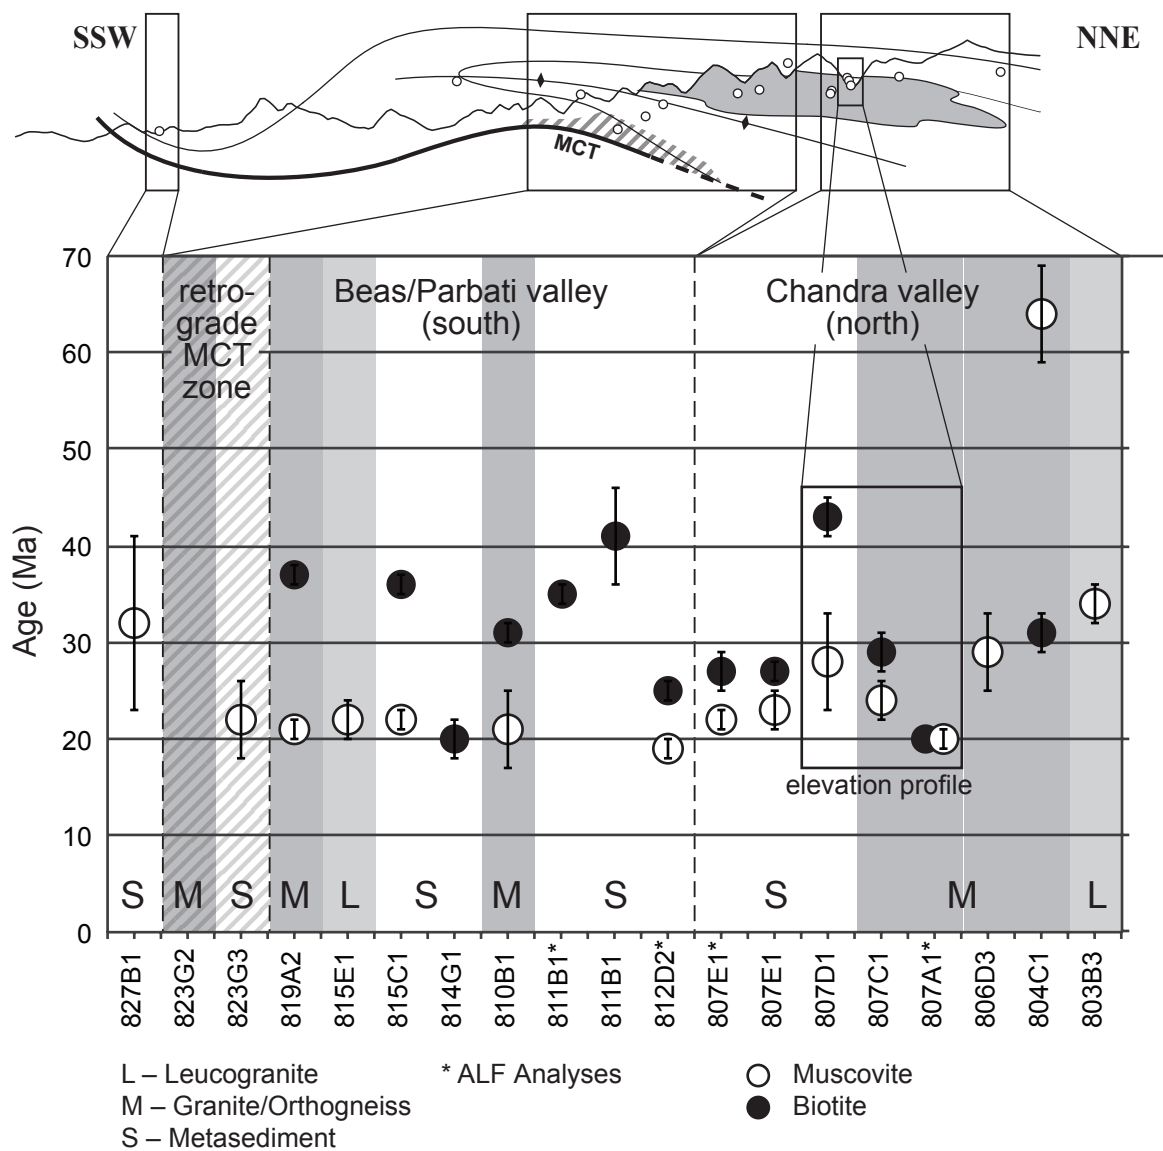 SSW
NNE
MCT
70
60
50
40
30
20
10
0
Age (Ma)
retro-
grade
MCT
zone
Beas/Parbati valley
(south)
Chandra valley
(north)
elevation profile
S M S M L S M S S M L
827B1
823G2
823G3
819A2
815E1
815C1
814G1
810B1
811B1*
811B1
812D2*
807E1*
807E1
807D1
807C1
807A1*
806D3
804C1
803B3
L – Leucogranite
M – Granite/Orthogneiss
S – Metasediment
* ALF Analyses
Muscovite
Biotite